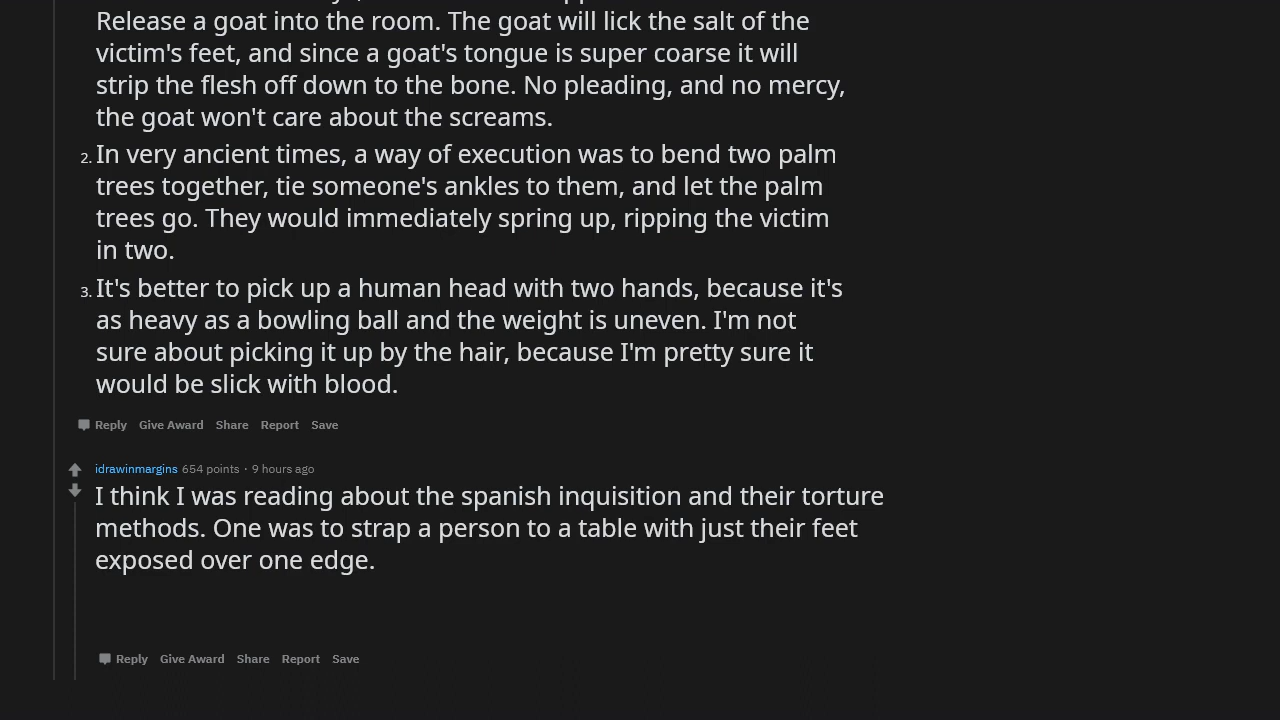 Release a goat into the room. The goat will lick the salt of the
victim's feet, and since a goat's tongue is super coarse it will
strip the flesh off down to the bone. No pleading, and no mercy,
the goat won't care about the screams.
2. In very ancient times, a way of execution was to bend two palm
trees together, tie someone's ankles to them, and let the palm
trees go. They would immediately spring up, ripping the victim
in two.
3. It's better to pick up a human head with two hands, because it's
as heavy as a bowling ball and the weight is uneven. I'm not
sure about picking it up by the hair, because I'm pretty sure it
would be slick with blood.
Reply Give Award Share Report Save
idrawinmargins 654 points · 9 hours ago
I think I was reading about the spanish inquisition and their torture
methods. One was to strap a person to a table with just their feet
exposed over one edge.
Reply Give Award Share Report Save